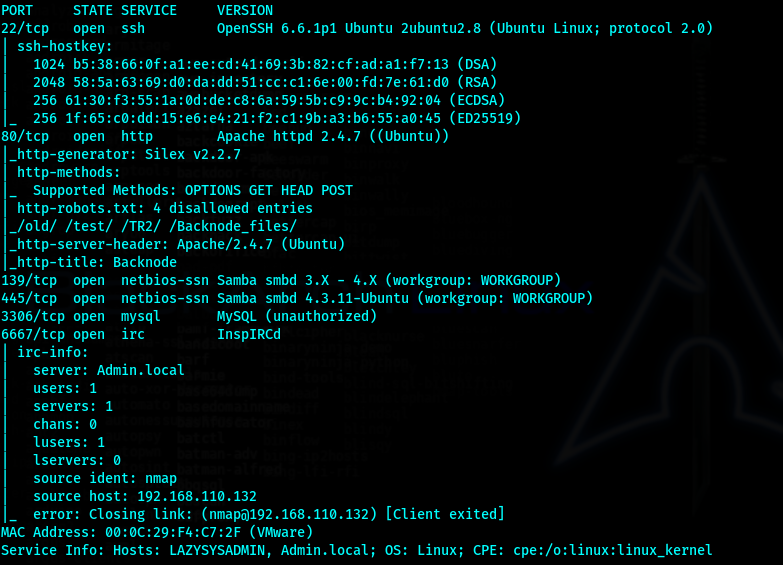 PORT STATE SERVICE VERSION
22/tcp open ssh OpenSSH 6.6.1p1 Ubuntu 2ubuntu2.8 (Ubuntu Linux; protocol 2.0)
| ssh-hostkey:
| 1024 b5:38:66:0f:a1:ee:cd:41:69:3b:82:cf:ad:a1:f7:13 (DSA)
| 2048 58:5a:63:69:d0:da:dd:51:cc:c1:6e:00:fd:7e:61:d0 (RSA)
| 256 61:30:f3:55:1a:0d:de:c8:6a:59:5b:c9:9c:b4:92:04 (ECDSA)
|_ 256 1f:65:c0:dd:15:e6:e4:21:f2:c1:9b:a3:b6:55:a0:45 (ED25519)
80/tcp open http Apache httpd 2.4.7 ((Ubuntu))
|_http-generator: Silex v2.2.7
| http-methods:
|_ Supported Methods: OPTIONS GET HEAD POST
| http-robots.txt: 4 disallowed entries
|_/old/ /test/ /TR2/ /Backnode_files/
|_http-server-header: Apache/2.4.7 (Ubuntu)
|_http-title: Backnode
139/tcp open netbios-ssn Samba smbd 3.X - 4.X (workgroup: WORKGROUP)
445/tcp open netbios-ssn Samba smbd 4.3.11-Ubuntu (workgroup: WORKGROUP)
3306/tcp open mysql MySQL (unauthorized)
6667/tcp open irc InspIRCd
| irc-info:
| server: Admin.local
| users: 1
| servers: 1
| chans: 0
| lusers: 1
| lservers: 0
| source ident: nmap
| source host: 192.168.110.132
|_ error: Closing link: (nmap@192.168.110.132) [Client exited]
MAC Address: 00:0C:29:F4:C7:2F (VMware)
Service Info: Hosts: LAZYSYSADMIN, Admin.local; OS: Linux; CPE: cpe:/o:linux:linux_kernel